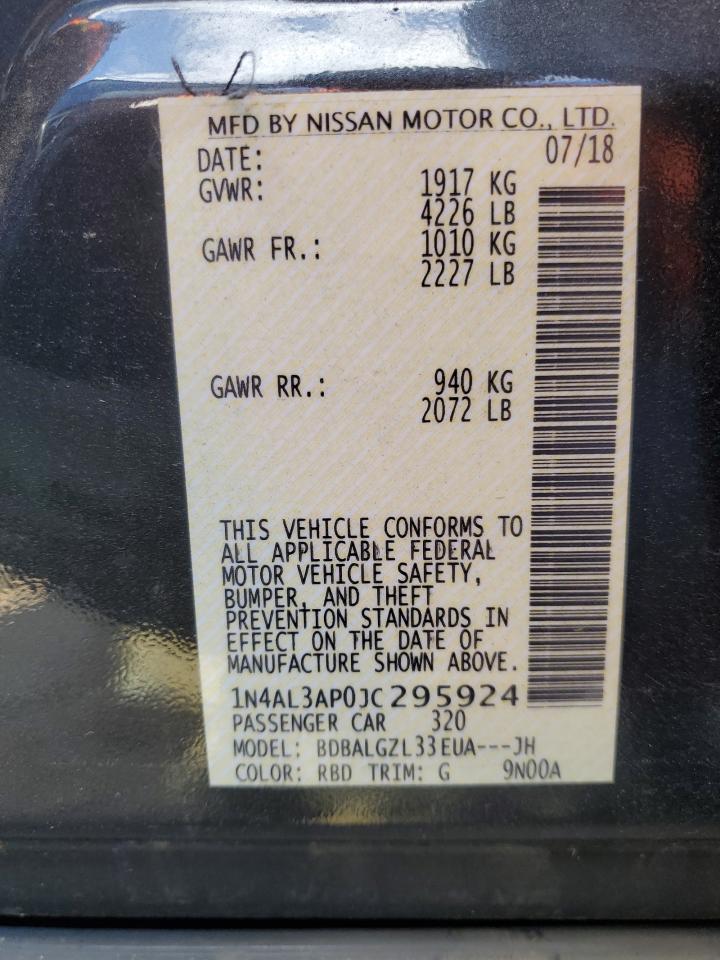 MFD BY NISSAN MOTOR CO., LTD.
DATE: 07/18
GVWR: 1917 KG
4226 LB
GAWR FR.: 1010 KG
2227 LB
GAWR RR.: 940 KG
2072 LB
THIS VEHICLE CONFORMS TO
ALL APPLICABLE FEDERAL
MOTOR VEHICLE SAFETY,
BUMPER, AND THEFT
PREVENTION STANDARDS IN
EFFECT ON THE DATE OF
MANUFACTURE SHOWN ABOVE.
1N4AL3AP0JC295924
PASSENGER CAR 320
MODEL: BDBALGZL33EUA---JH
COLOR: RBD TRIM: G 9N00A